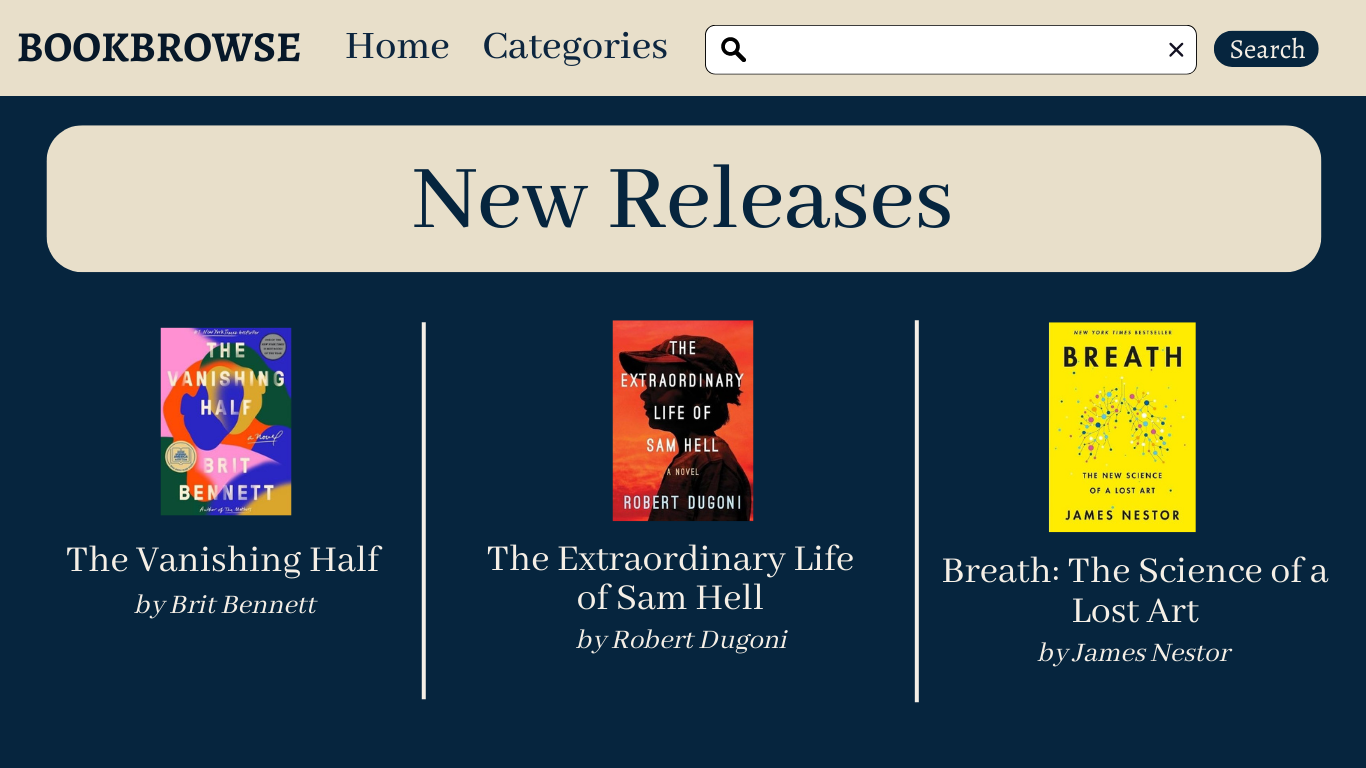 BOOKBROWSE Home Categories Search
New Releases
#1 New York Times bestseller
THE
VANISHING
HALF
a novel
BRIT
BENNETT
Author of The Mothers
The Vanishing Half
by Brit Bennett
THE
EXTRAORDINARY
LIFE OF
SAM HELL
A NOVEL
ROBERT DUGONI
The Extraordinary Life
of Sam Hell
by Robert Dugoni
NEW YORK TIMES BESTSELLER
BREATH
THE NEW SCIENCE
OF A LOST ART
JAMES NESTOR
Breath: The Science of a
Lost Art
by James Nestor